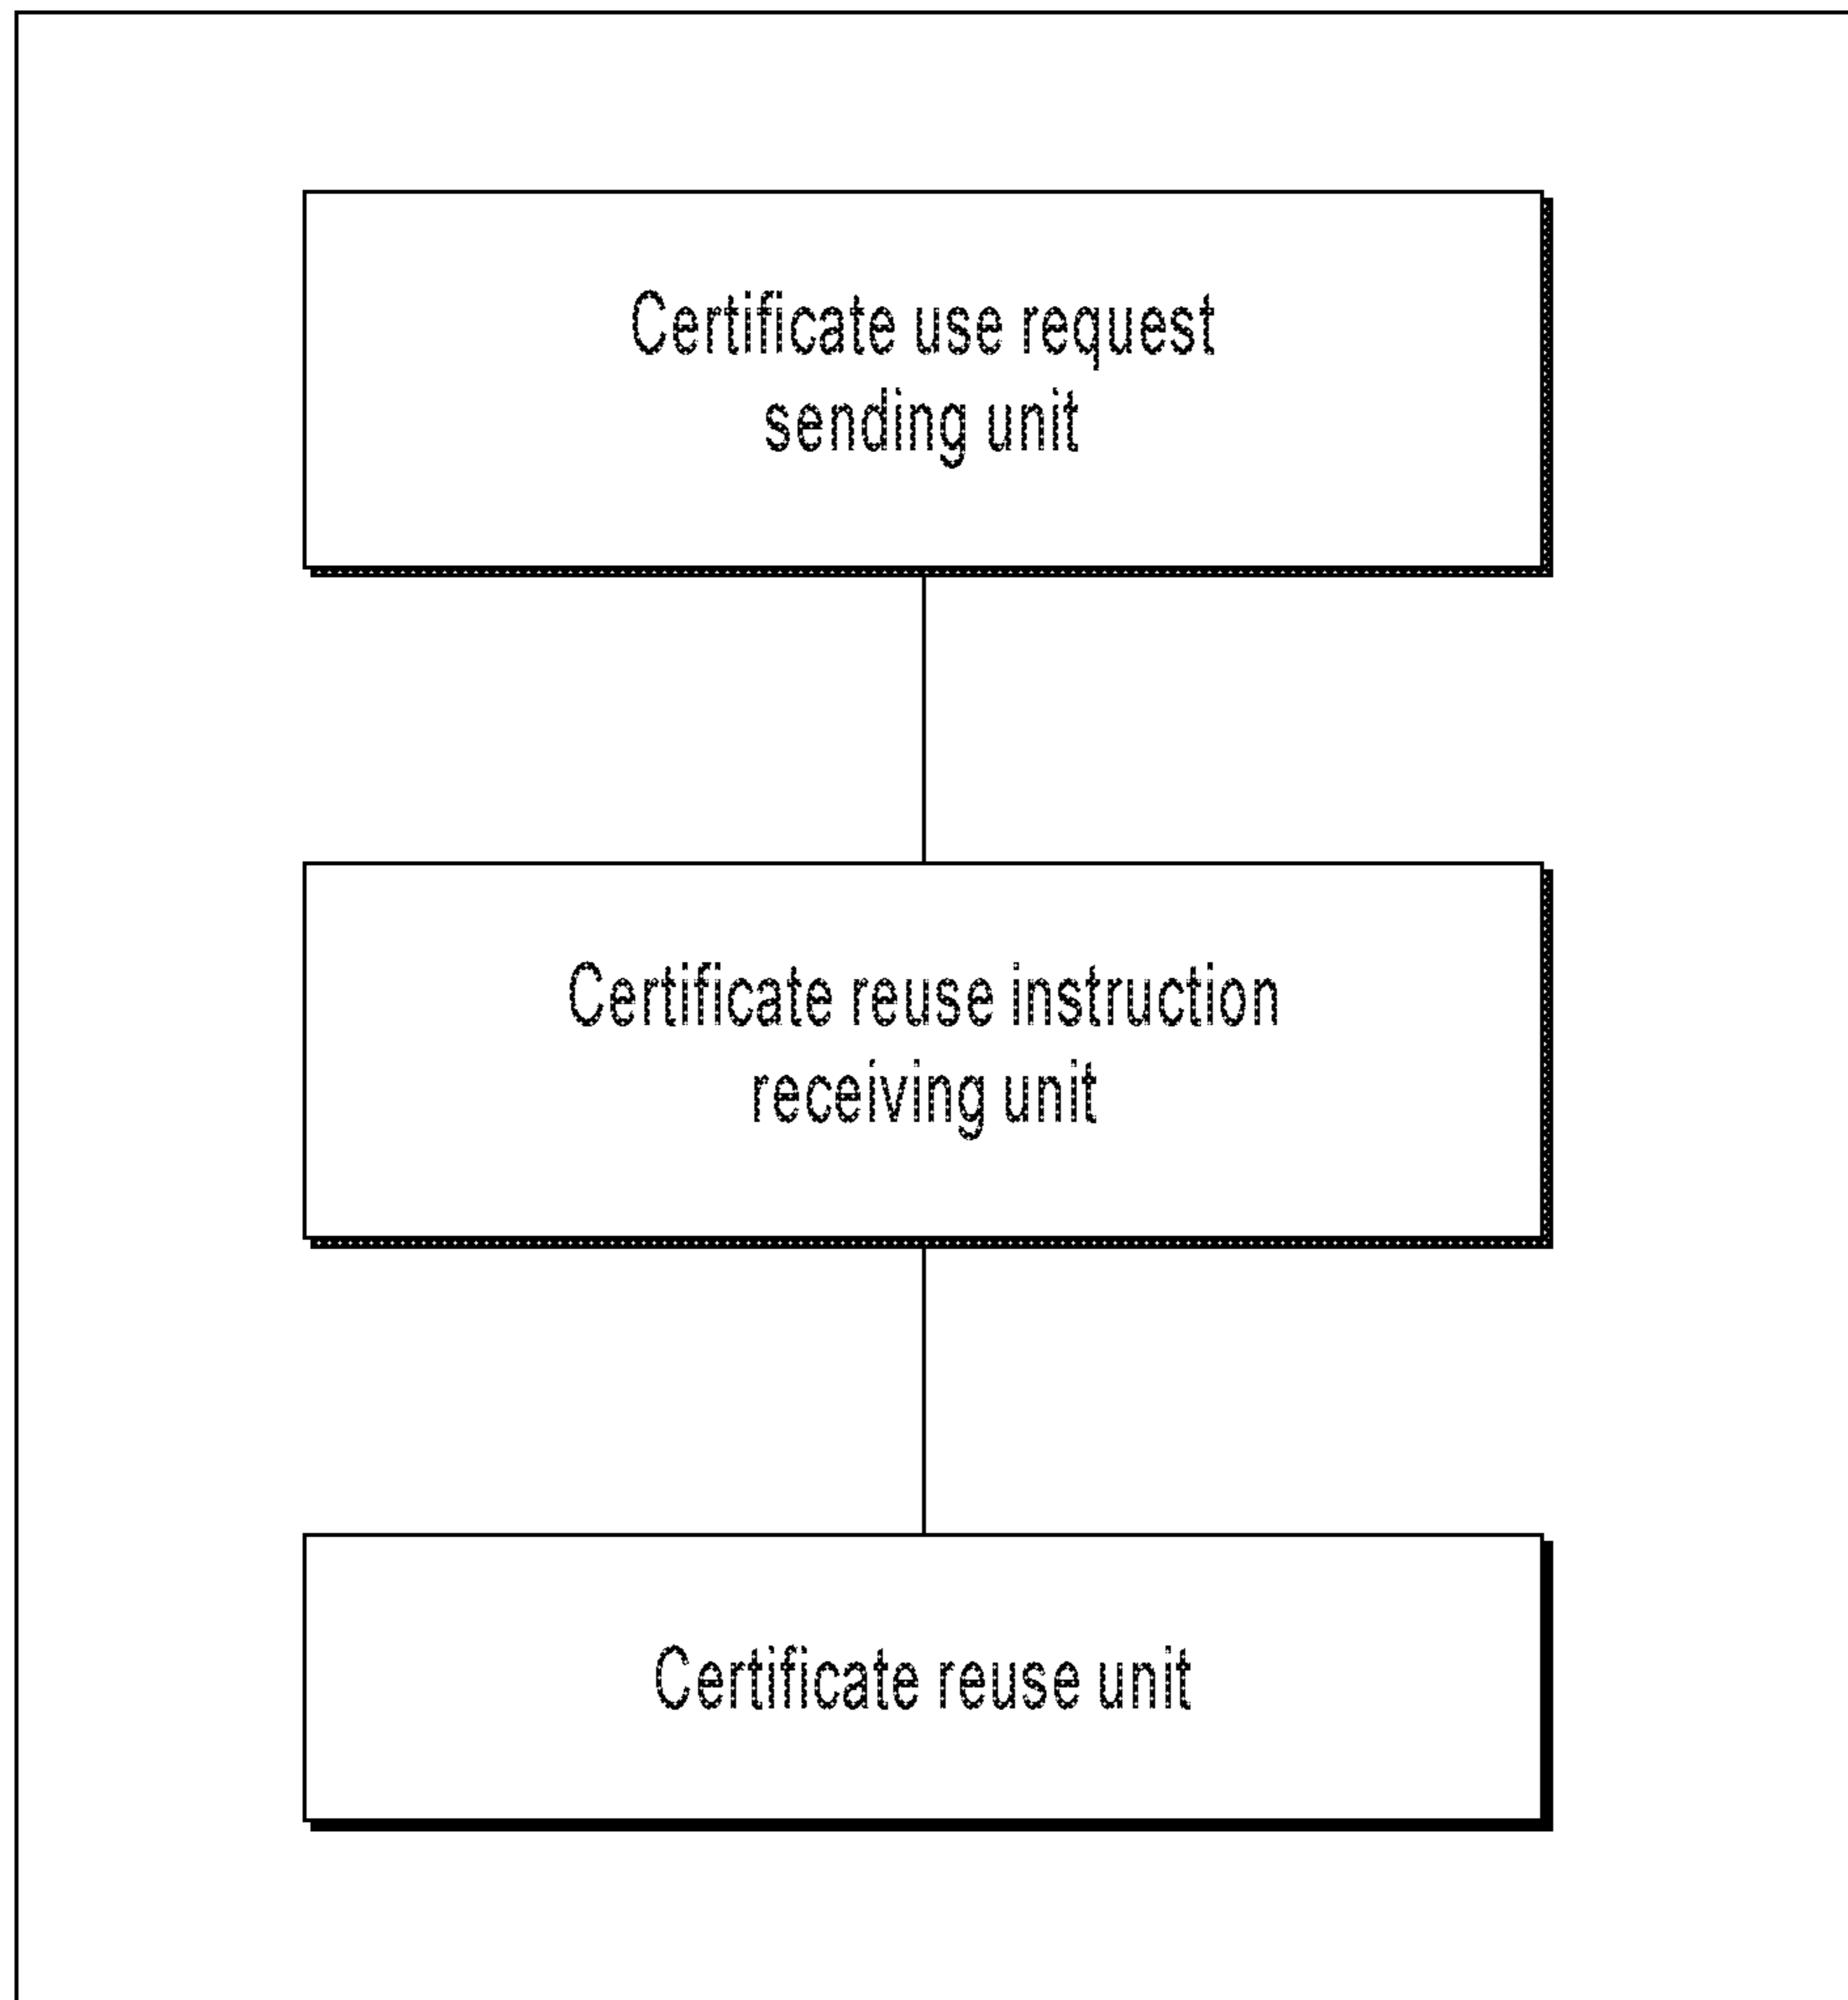 Certificate use request
sending unit
Certificate reuse instruction
receiving unit
Certificate reuse unit